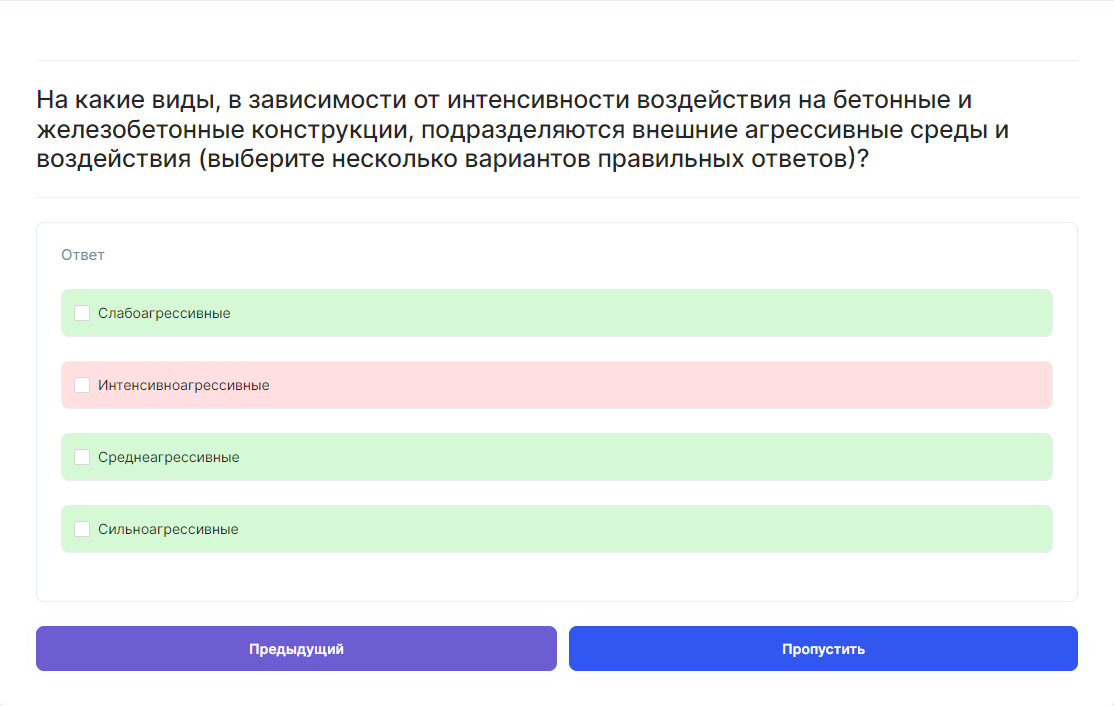 На какие виды, в зависимости от интенсивности воздействия на бетонные и
железобетонные конструкции, подразделяются внешние агрессивные среды и
воздействия (выберите несколько вариантов правильных ответов)?
Ответ
Слабоагрессивные
Интенсивноагрессивные
Среднеагрессивные
Сильноагрессивные
Предыдущий
Пропустить